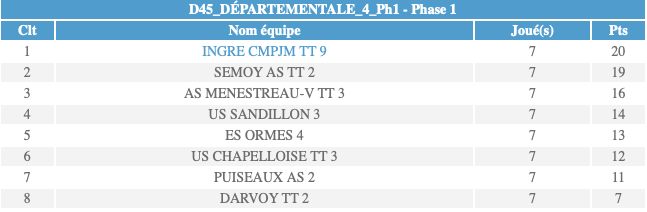 D45_DÉPARTEMENTALE_4_Ph1 - Phase 1
Clt Nom équipe Joué(s) Pts
1 INGRE CMPJM TT 9 7 20
2 SEMOY AS TT 2 7 19
3 AS MENESTREAU-V TT 3 7 16
4 US SANDILLON 3 7 14
5 ES ORMES 4 7 13
6 US CHAPELLOISE TT 3 7 12
7 PUISEAUX AS 2 7 11
8 DARVOY TT 2 7 7